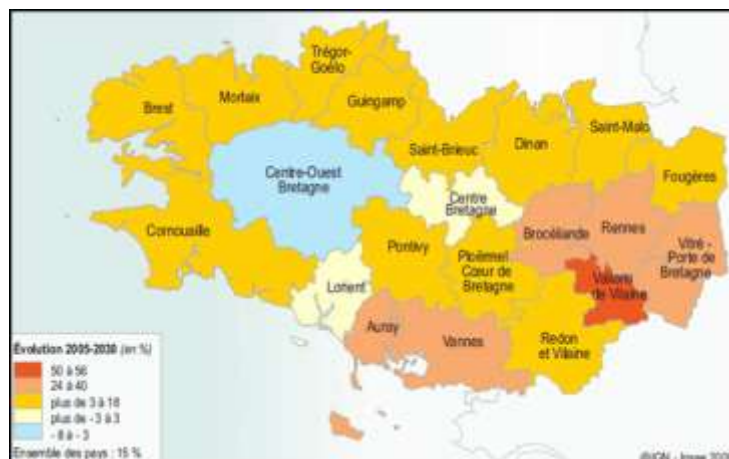 Trégor-
Goëlo
Morlaix
Guingamp
Brest
Saint-Malo
Saint-Brieuc
Dinan
Fougères
Centre-Ouest
Bretagne
Centre
Bretagne
Cornouaille
Brocéliande
Rennes
Pontivy
Vitré -
Porte de
Bretagne
Ploërmel
Cœur de
Bretagne
Vallons
de Vilaine
Lorient
Auray
Vannes
Redon
et Vilaine
Évolution 2005-2030 (en %)
50 à 56
24 à 40
plus de 3 à 18
plus de - 3 à 3
- 8 à - 3
Ensemble des pays : 15 %
©IGN - Insee